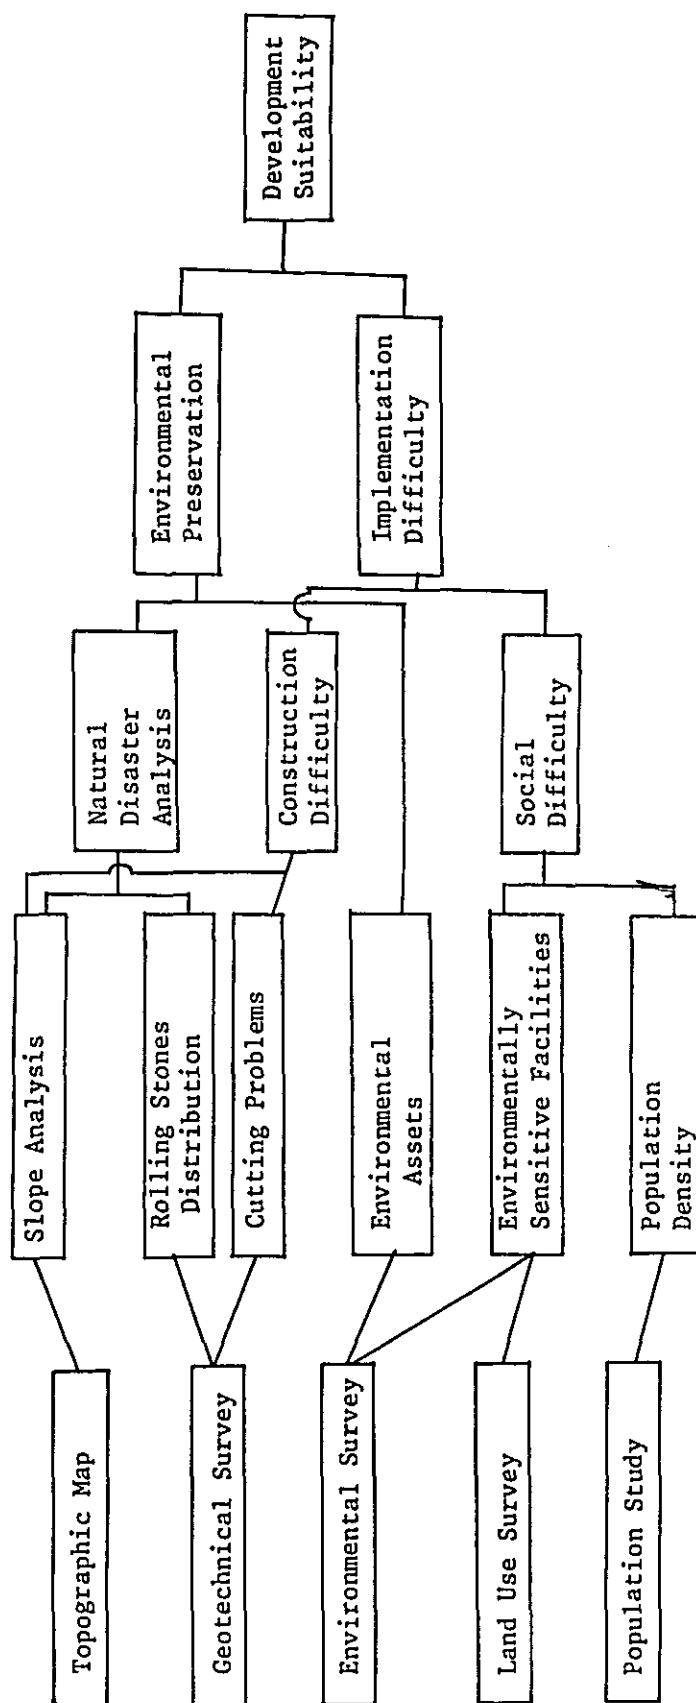 Topographic Map
Geotechnical Survey
Environmental Survey
Land Use Survey
Population Study
Slope Analysis
Rolling Stones
Distribution
Cutting Problems
Environmental
Assets
Environmentally
Sensitive Facilities
Population
Density
Natural
Disaster
Analysis
Construction
Difficulty
Social
Difficulty
Environmental
Preservation
Implementation
Difficulty
Development
Suitability